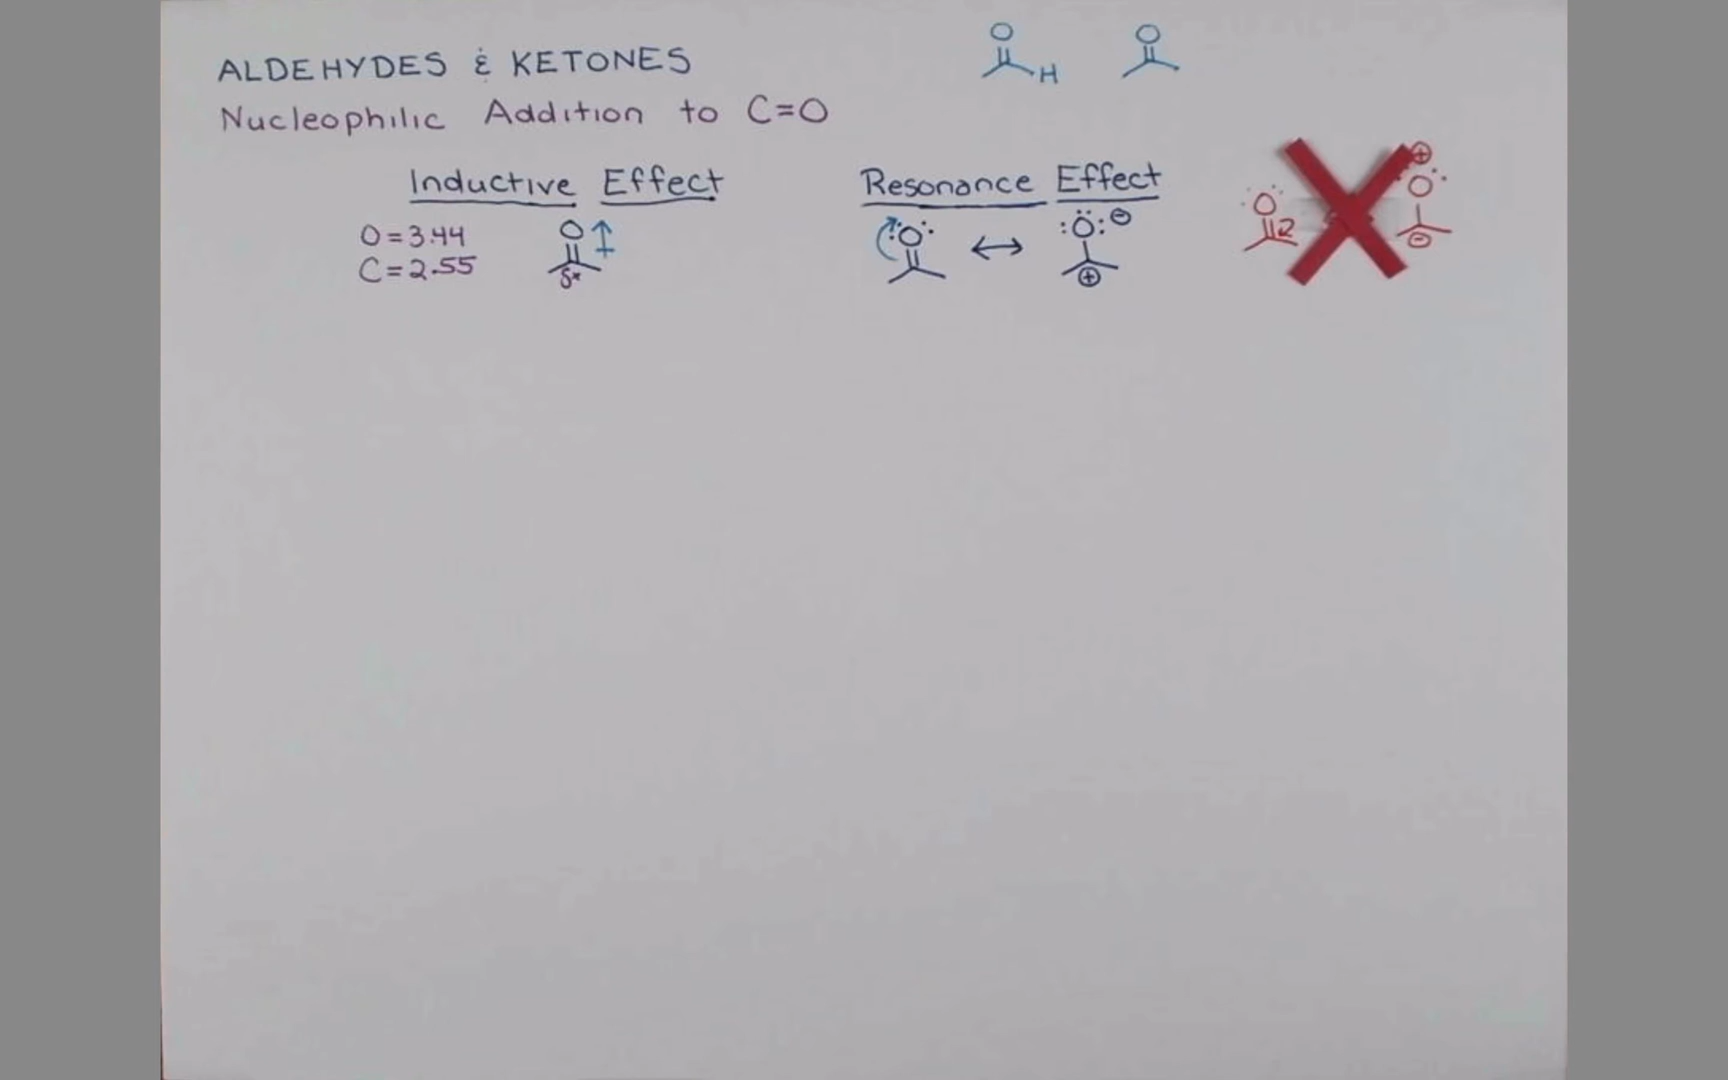 ALDEHYDES & KETONES
Nucleophilic Addition to C=O
O
H
O
Inductive Effect
O = 3.44
C = 2.55
O
δ+
Resonance Effect
:O:
:O: ⊖
⊕
O
O ⊕
⊖